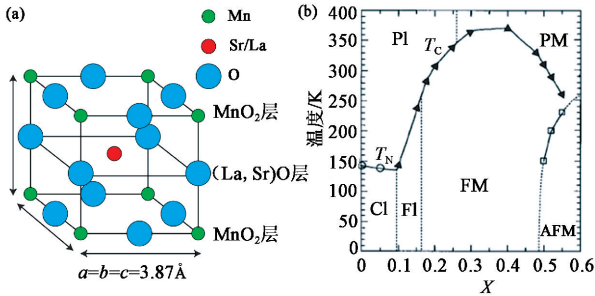 (a)
Mn
Sr/La
O
MnO₂层
(La, Sr)O层
MnO₂层
a=b=c=3.87Å
(b)
400
350
300
250
200
150
100
50
0
温度/K
PI
T_C
PM
T_N
FM
CI
FI
AFM
0
0.1
0.2
0.3
0.4
0.5
0.6
X